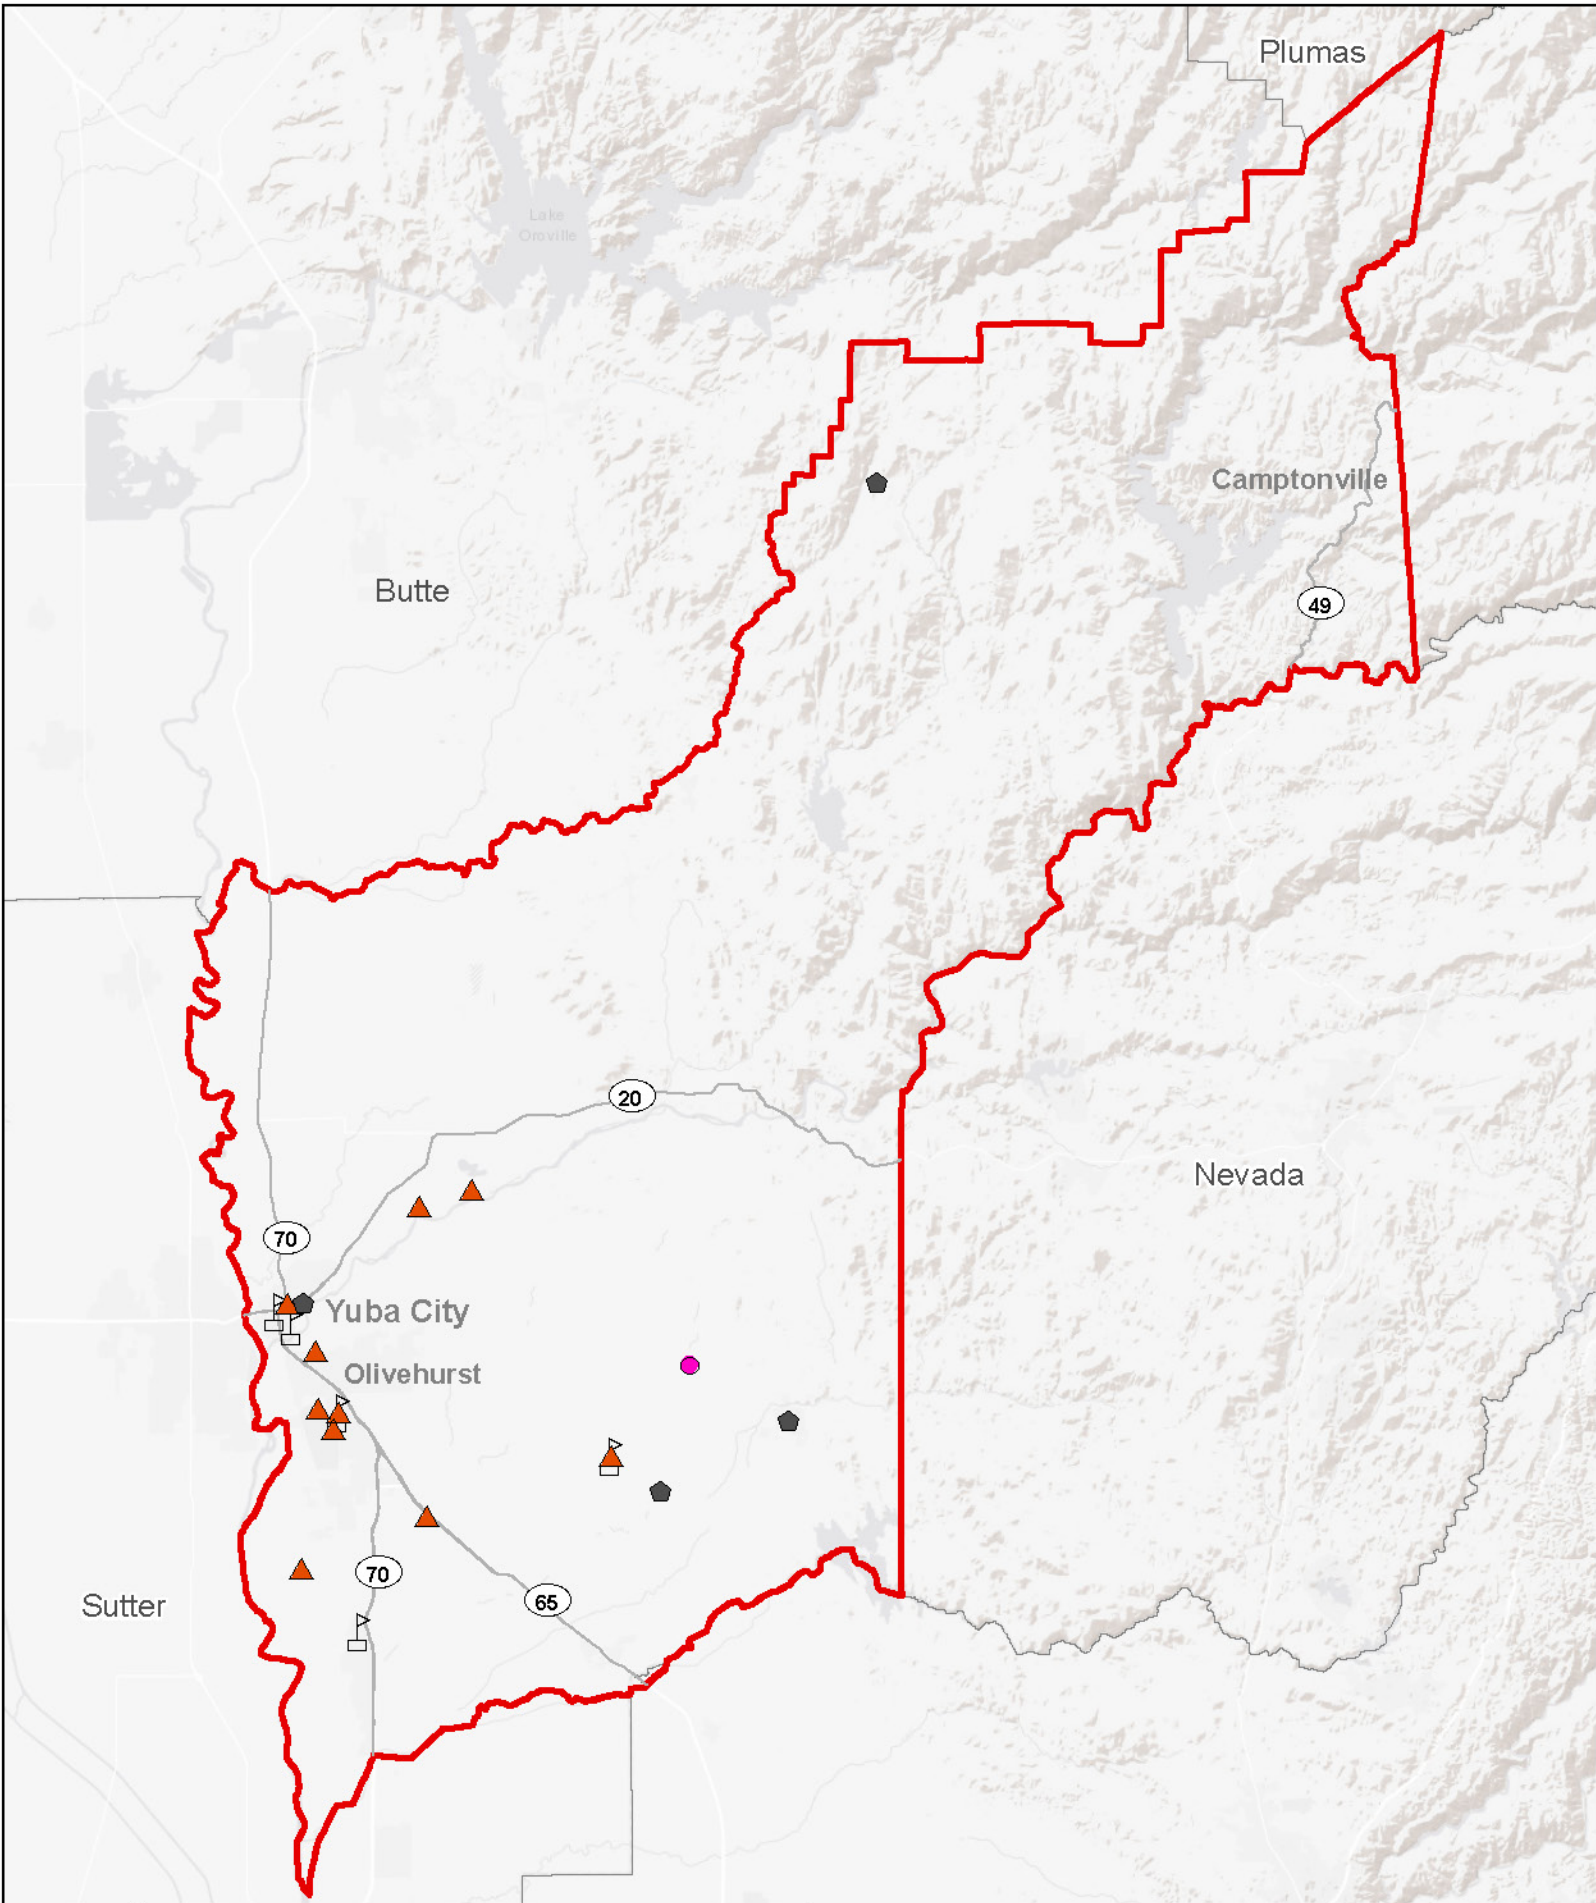 Plumas
Lake
Oroville
Camptonville
Butte
49
20
Nevada
70
Yuba City
Olivehurst
70
65
Sutter